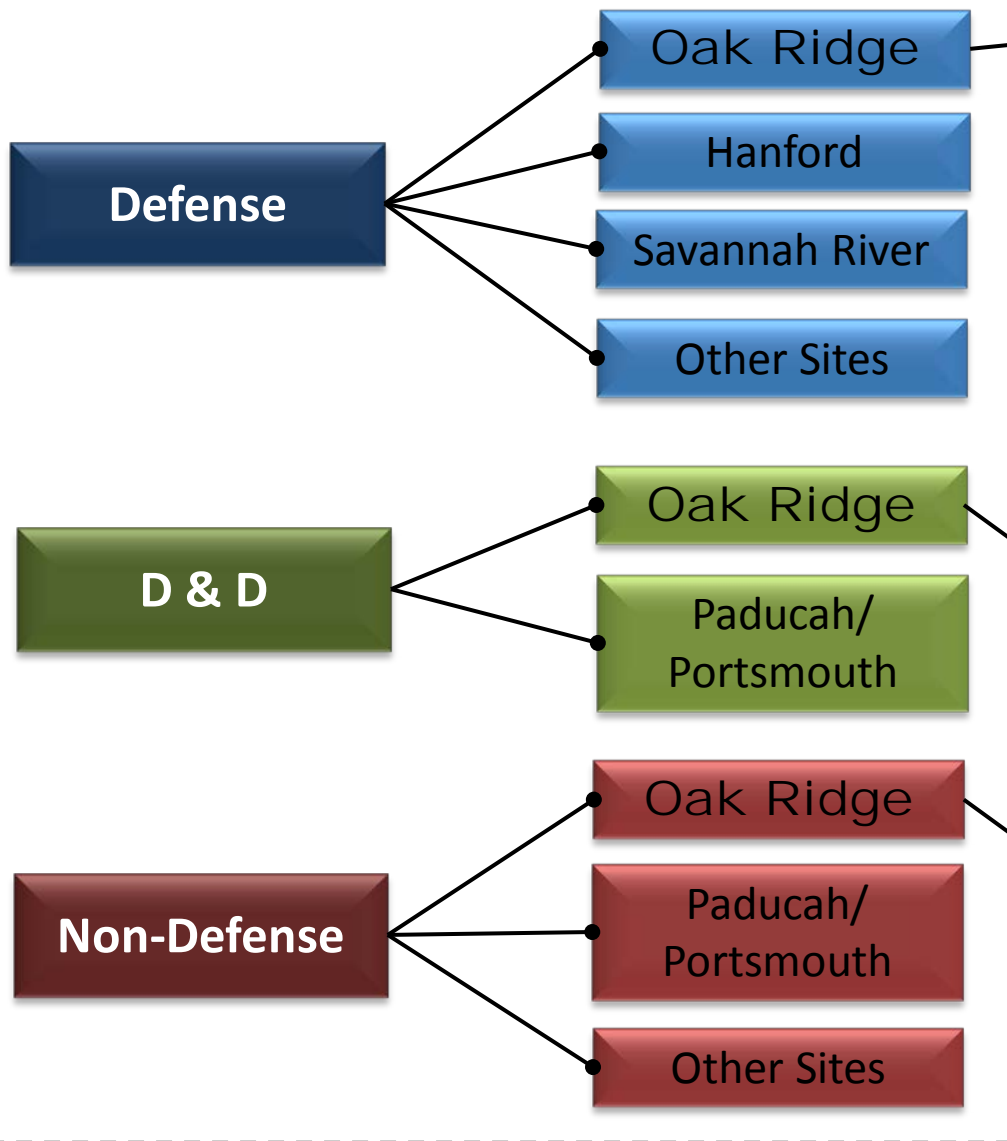 Defense
Oak Ridge
Hanford
Savannah River
Other Sites
D & D
Oak Ridge
Paducah/
Portsmouth
Non-Defense
Oak Ridge
Paducah/
Portsmouth
Other Sites